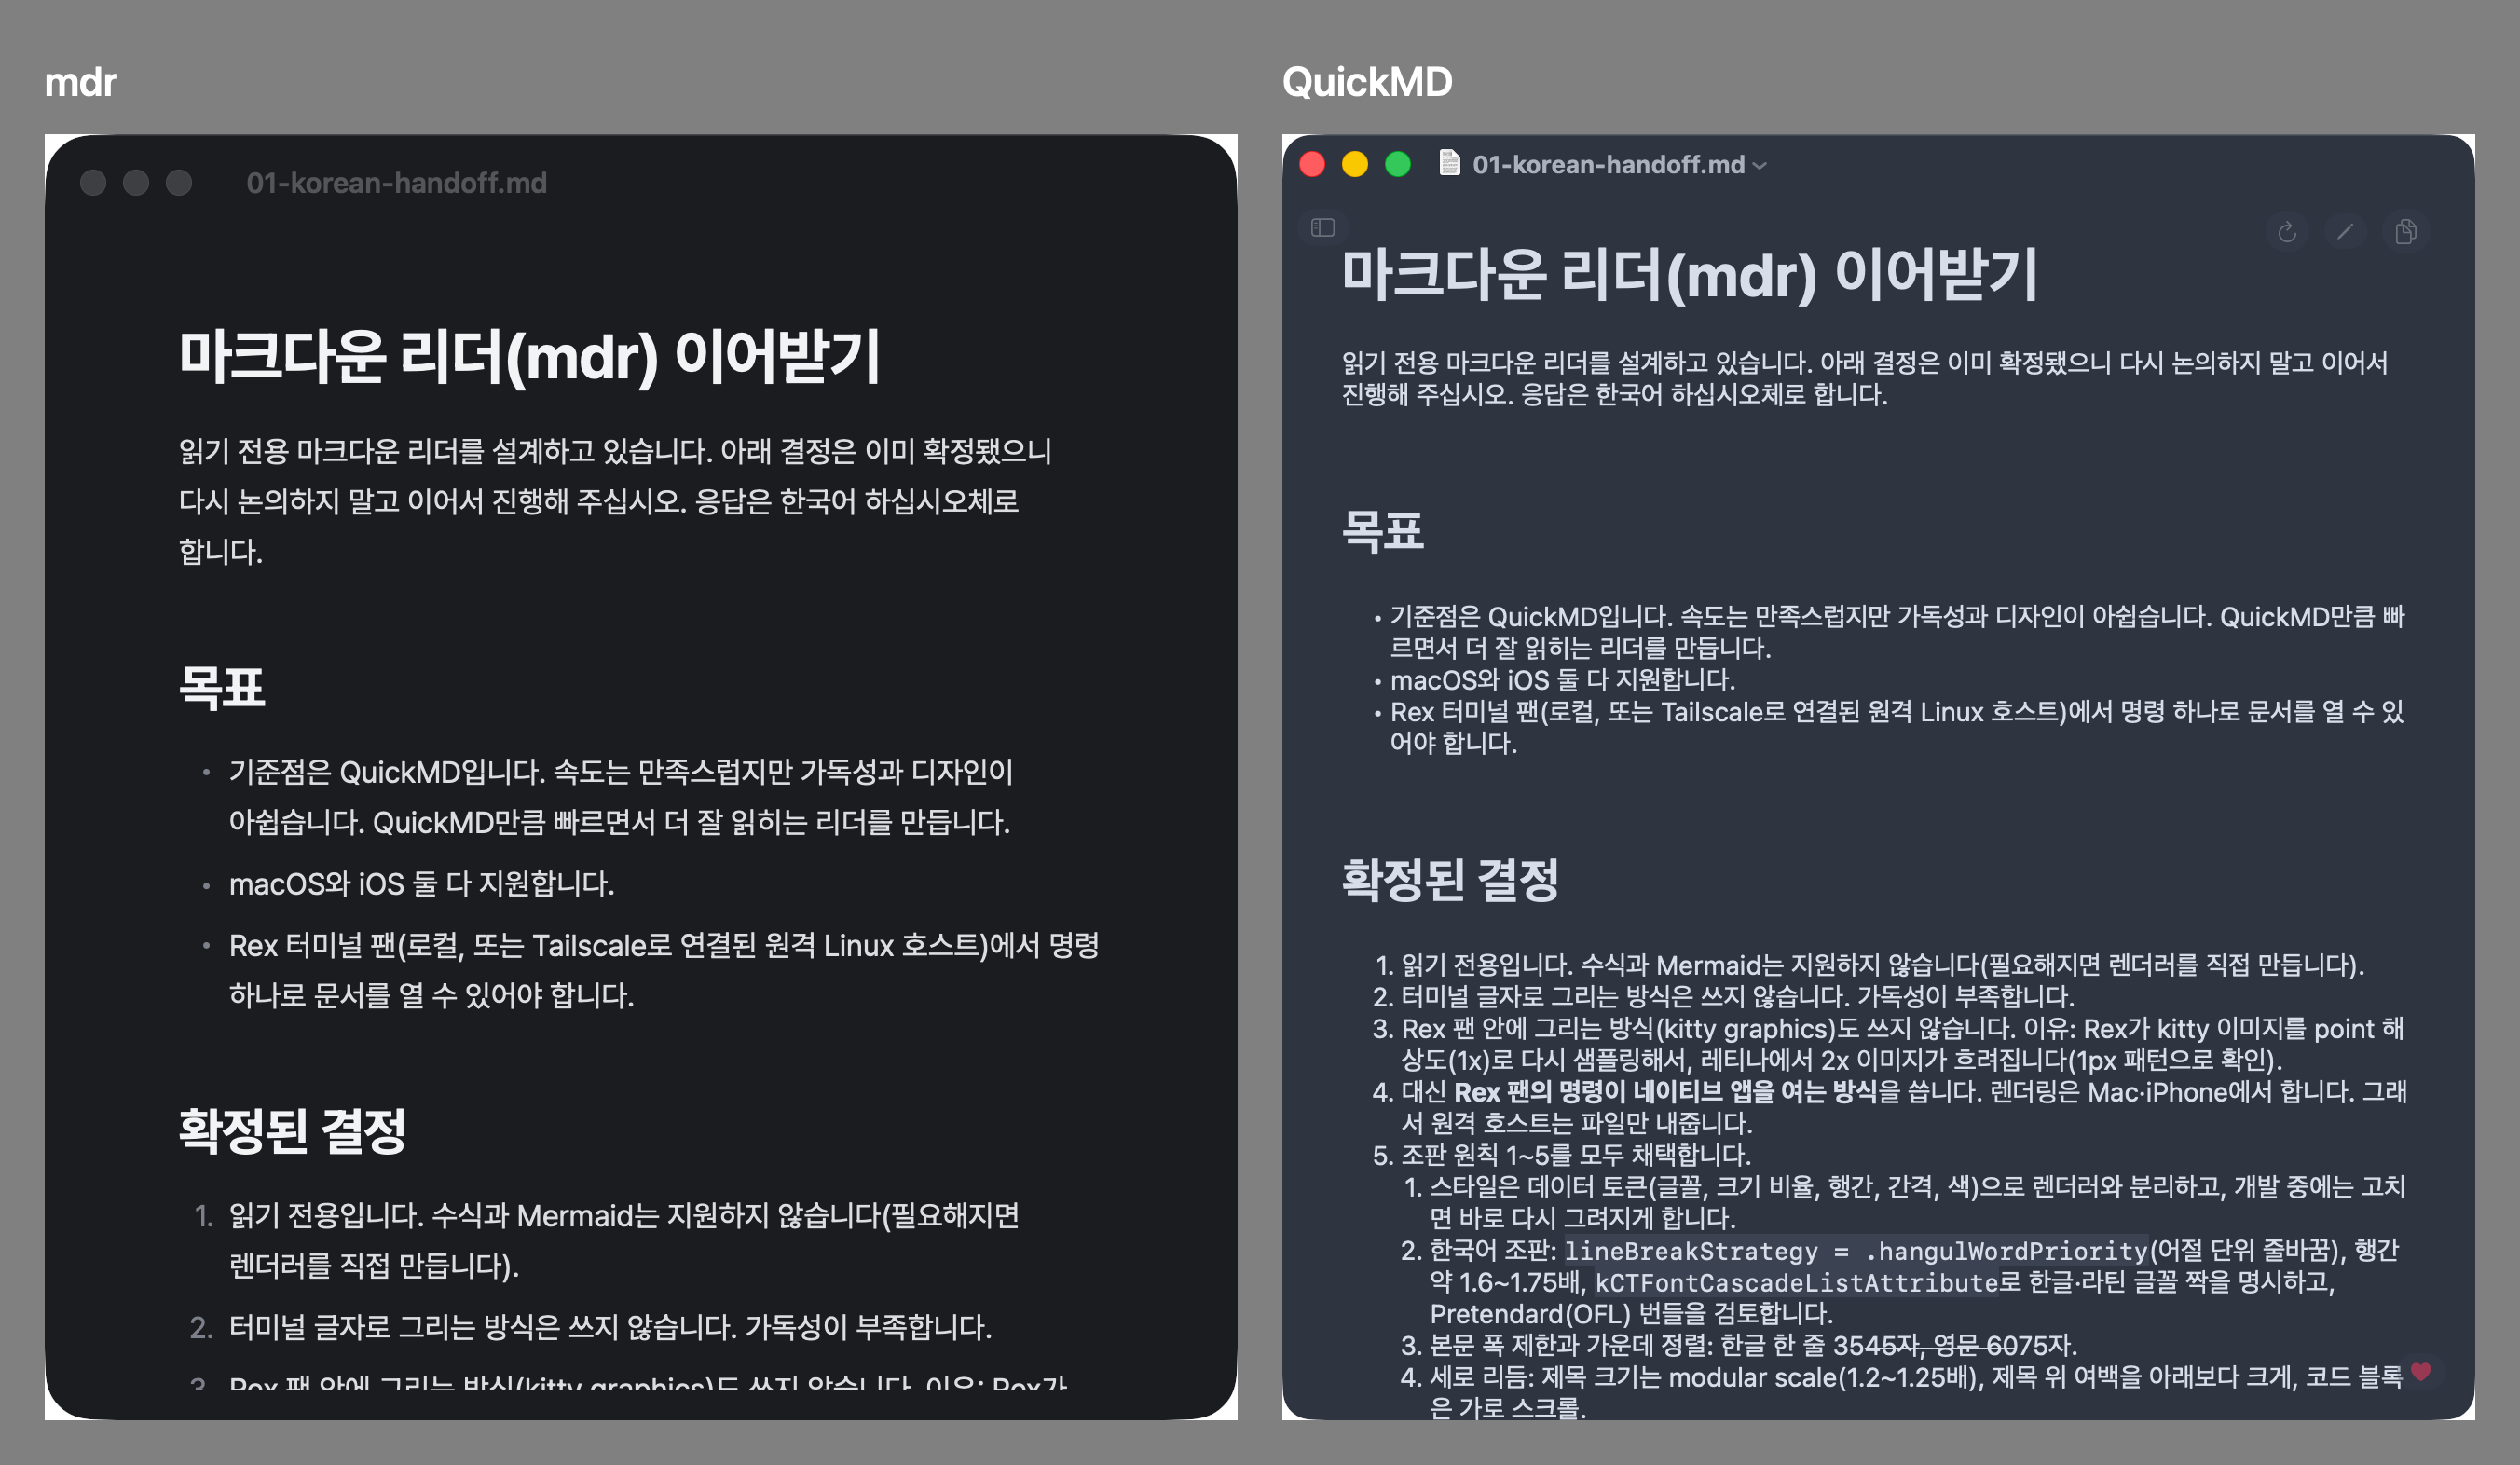 mdr
01-korean-handoff.md
마크다운 리더(mdr) 이어받기
읽기 전용 마크다운 리더를 설계하고 있습니다. 아래 결정은 이미 확정됐으니
다시 논의하지 말고 이어서 진행해 주십시오. 응답은 한국어 하십시오체로
합니다.
목표
• 기준점은 QuickMD입니다. 속도는 만족스럽지만 가독성과 디자인이
아쉽습니다. QuickMD만큼 빠르면서 더 잘 읽히는 리더를 만듭니다.
• macOS와 iOS 둘 다 지원합니다.
• Rex 터미널 팬(로컬, 또는 Tailscale로 연결된 원격 Linux 호스트)에서 명령
하나로 문서를 열 수 있어야 합니다.
확정된 결정
1. 읽기 전용입니다. 수식과 Mermaid는 지원하지 않습니다(필요해지면
렌더러를 직접 만듭니다).
2. 터미널 글자로 그리는 방식은 쓰지 않습니다. 가독성이 부족합니다.
3. Rex 팬 안에 그리는 방식(kitty graphics)도 쓰지 않습니다. 이유: Rex가
QuickMD
01-korean-handoff.md
마크다운 리더(mdr) 이어받기
읽기 전용 마크다운 리더를 설계하고 있습니다. 아래 결정은 이미 확정됐으니 다시 논의하지 말고 이어서
진행해 주십시오. 응답은 한국어 하십시오체로 합니다.
목표
• 기준점은 QuickMD입니다. 속도는 만족스럽지만 가독성과 디자인이 아쉽습니다. QuickMD만큼 빠
르면서 더 잘 읽히는 리더를 만듭니다.
• macOS와 iOS 둘 다 지원합니다.
• Rex 터미널 팬(로컬, 또는 Tailscale로 연결된 원격 Linux 호스트)에서 명령 하나로 문서를 열 수 있
어야 합니다.
확정된 결정
1. 읽기 전용입니다. 수식과 Mermaid는 지원하지 않습니다(필요해지면 렌더러를 직접 만듭니다).
2. 터미널 글자로 그리는 방식은 쓰지 않습니다. 가독성이 부족합니다.
3. Rex 팬 안에 그리는 방식(kitty graphics)도 쓰지 않습니다. 이유: Rex가 kitty 이미지를 point 해
상도(1x)로 다시 샘플링해서, 레티나에서 2x 이미지가 흐려집니다(1px 패턴으로 확인).
4. 대신 Rex 팬의 명령이 네이티브 앱을 여는 방식을 씁니다. 렌더링은 Mac·iPhone에서 합니다. 그래
서 원격 호스트는 파일만 내줍니다.
5. 조판 원칙 1~5를 모두 채택합니다.
1. 스타일은 데이터 토큰(글꼴, 크기 비율, 행간, 간격, 색)으로 렌더러와 분리하고, 개발 중에는 고치
면 바로 다시 그려지게 합니다.
2. 한국어 조판: lineBreakStrategy = .hangulWordPriority(어절 단위 줄바꿈), 행간
약 1.6~1.75배, kCTFontCascadeListAttribute로 한글·라틴 글꼴 짝을 명시하고,
Pretendard(OFL) 번들을 검토합니다.
3. 본문 폭 제한과 가운데 정렬: 한글 한 줄 3545자, 영문 6075자.
4. 세로 리듬: 제목 크기는 modular scale(1.2~1.25배), 제목 위 여백을 아래보다 크게, 코드 블록
은 가로 스크롤.